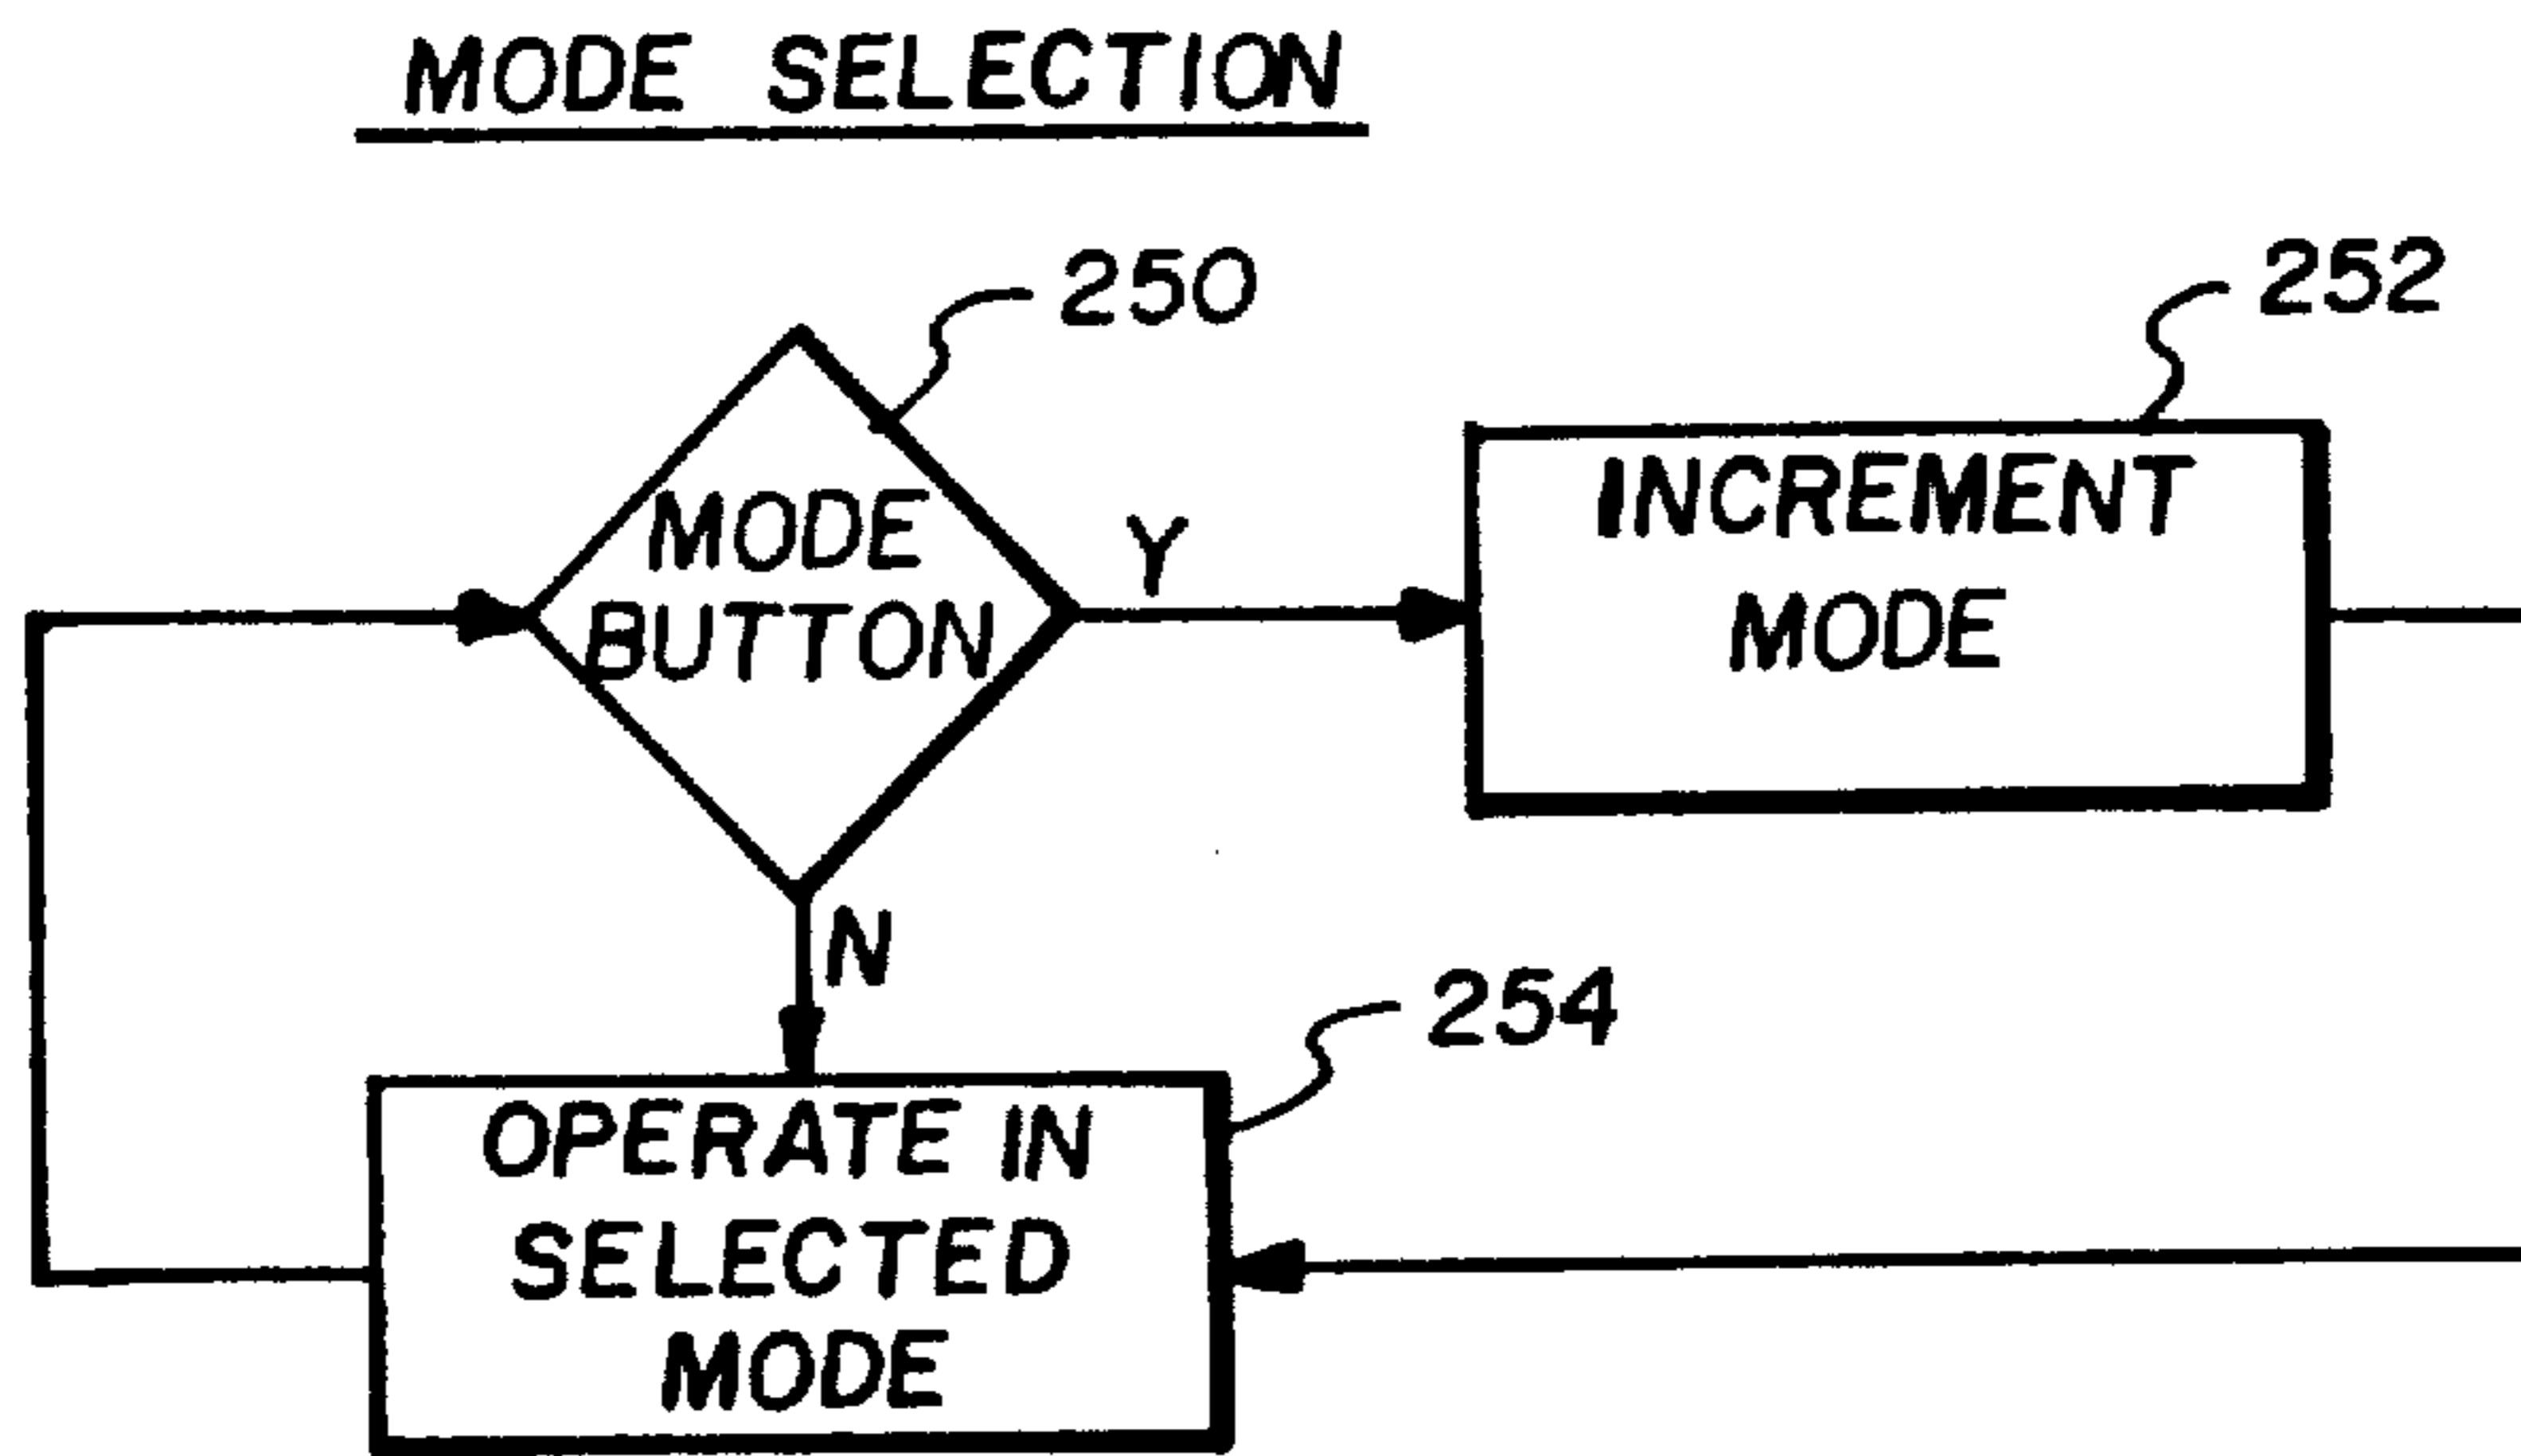 MODE SELECTION
250
252
MODE
BUTTON
Y
INCREMENT
MODE
N
254
OPERATE IN
SELECTED
MODE